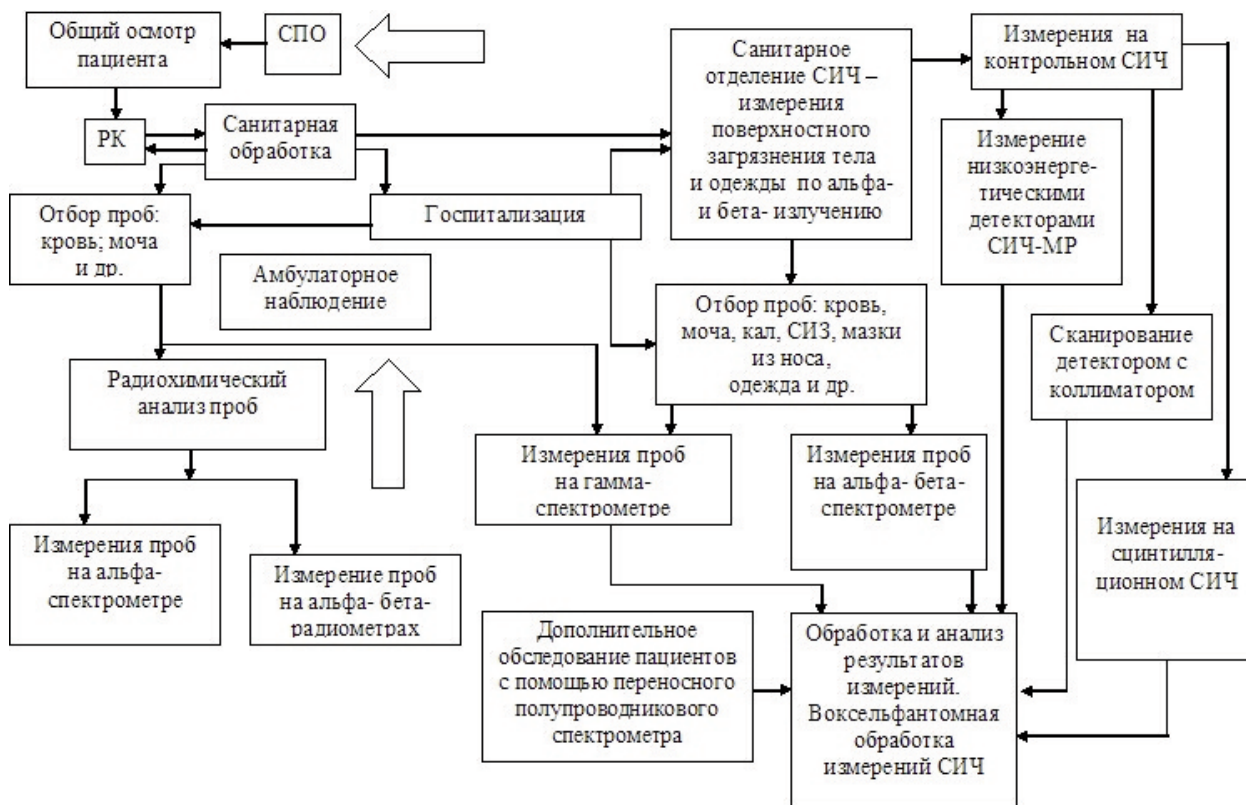 Общий осмотр
пациента
СПО
РК
Санитарная
обработка
Отбор проб:
кровь; моча
и др.
Госпитализация
Амбулаторное
наблюдение
Радиохимический
анализ проб
Измерения проб
на альфа-
спектрометре
Измерение проб
на альфа- бета-
радиометрах
Санитарное
отделение СИЧ –
измерения
поверхностного
загрязнения тела
и одежды по альфа-
и бета- излучению
Отбор проб: кровь,
моча, кал, СИЗ, мазки
из носа,
одежда и др.
Измерения проб
на гамма-
спектрометре
Измерения проб
на альфа- бета-
спектрометре
Измерения на
контрольном СИЧ
Измерение
низкоэнерге-
тическими
детекторами
СИЧ-МР
Сканирование
детектором с
коллиматором
Измерения на
сцинтилля-
ционном СИЧ
Дополнительное
обследование пациентов
с помощью переносного
полупроводникового
спектрометра
Обработка и анализ
результатов
измерений.
Воксельфантомная
обработка
измерений СИЧ